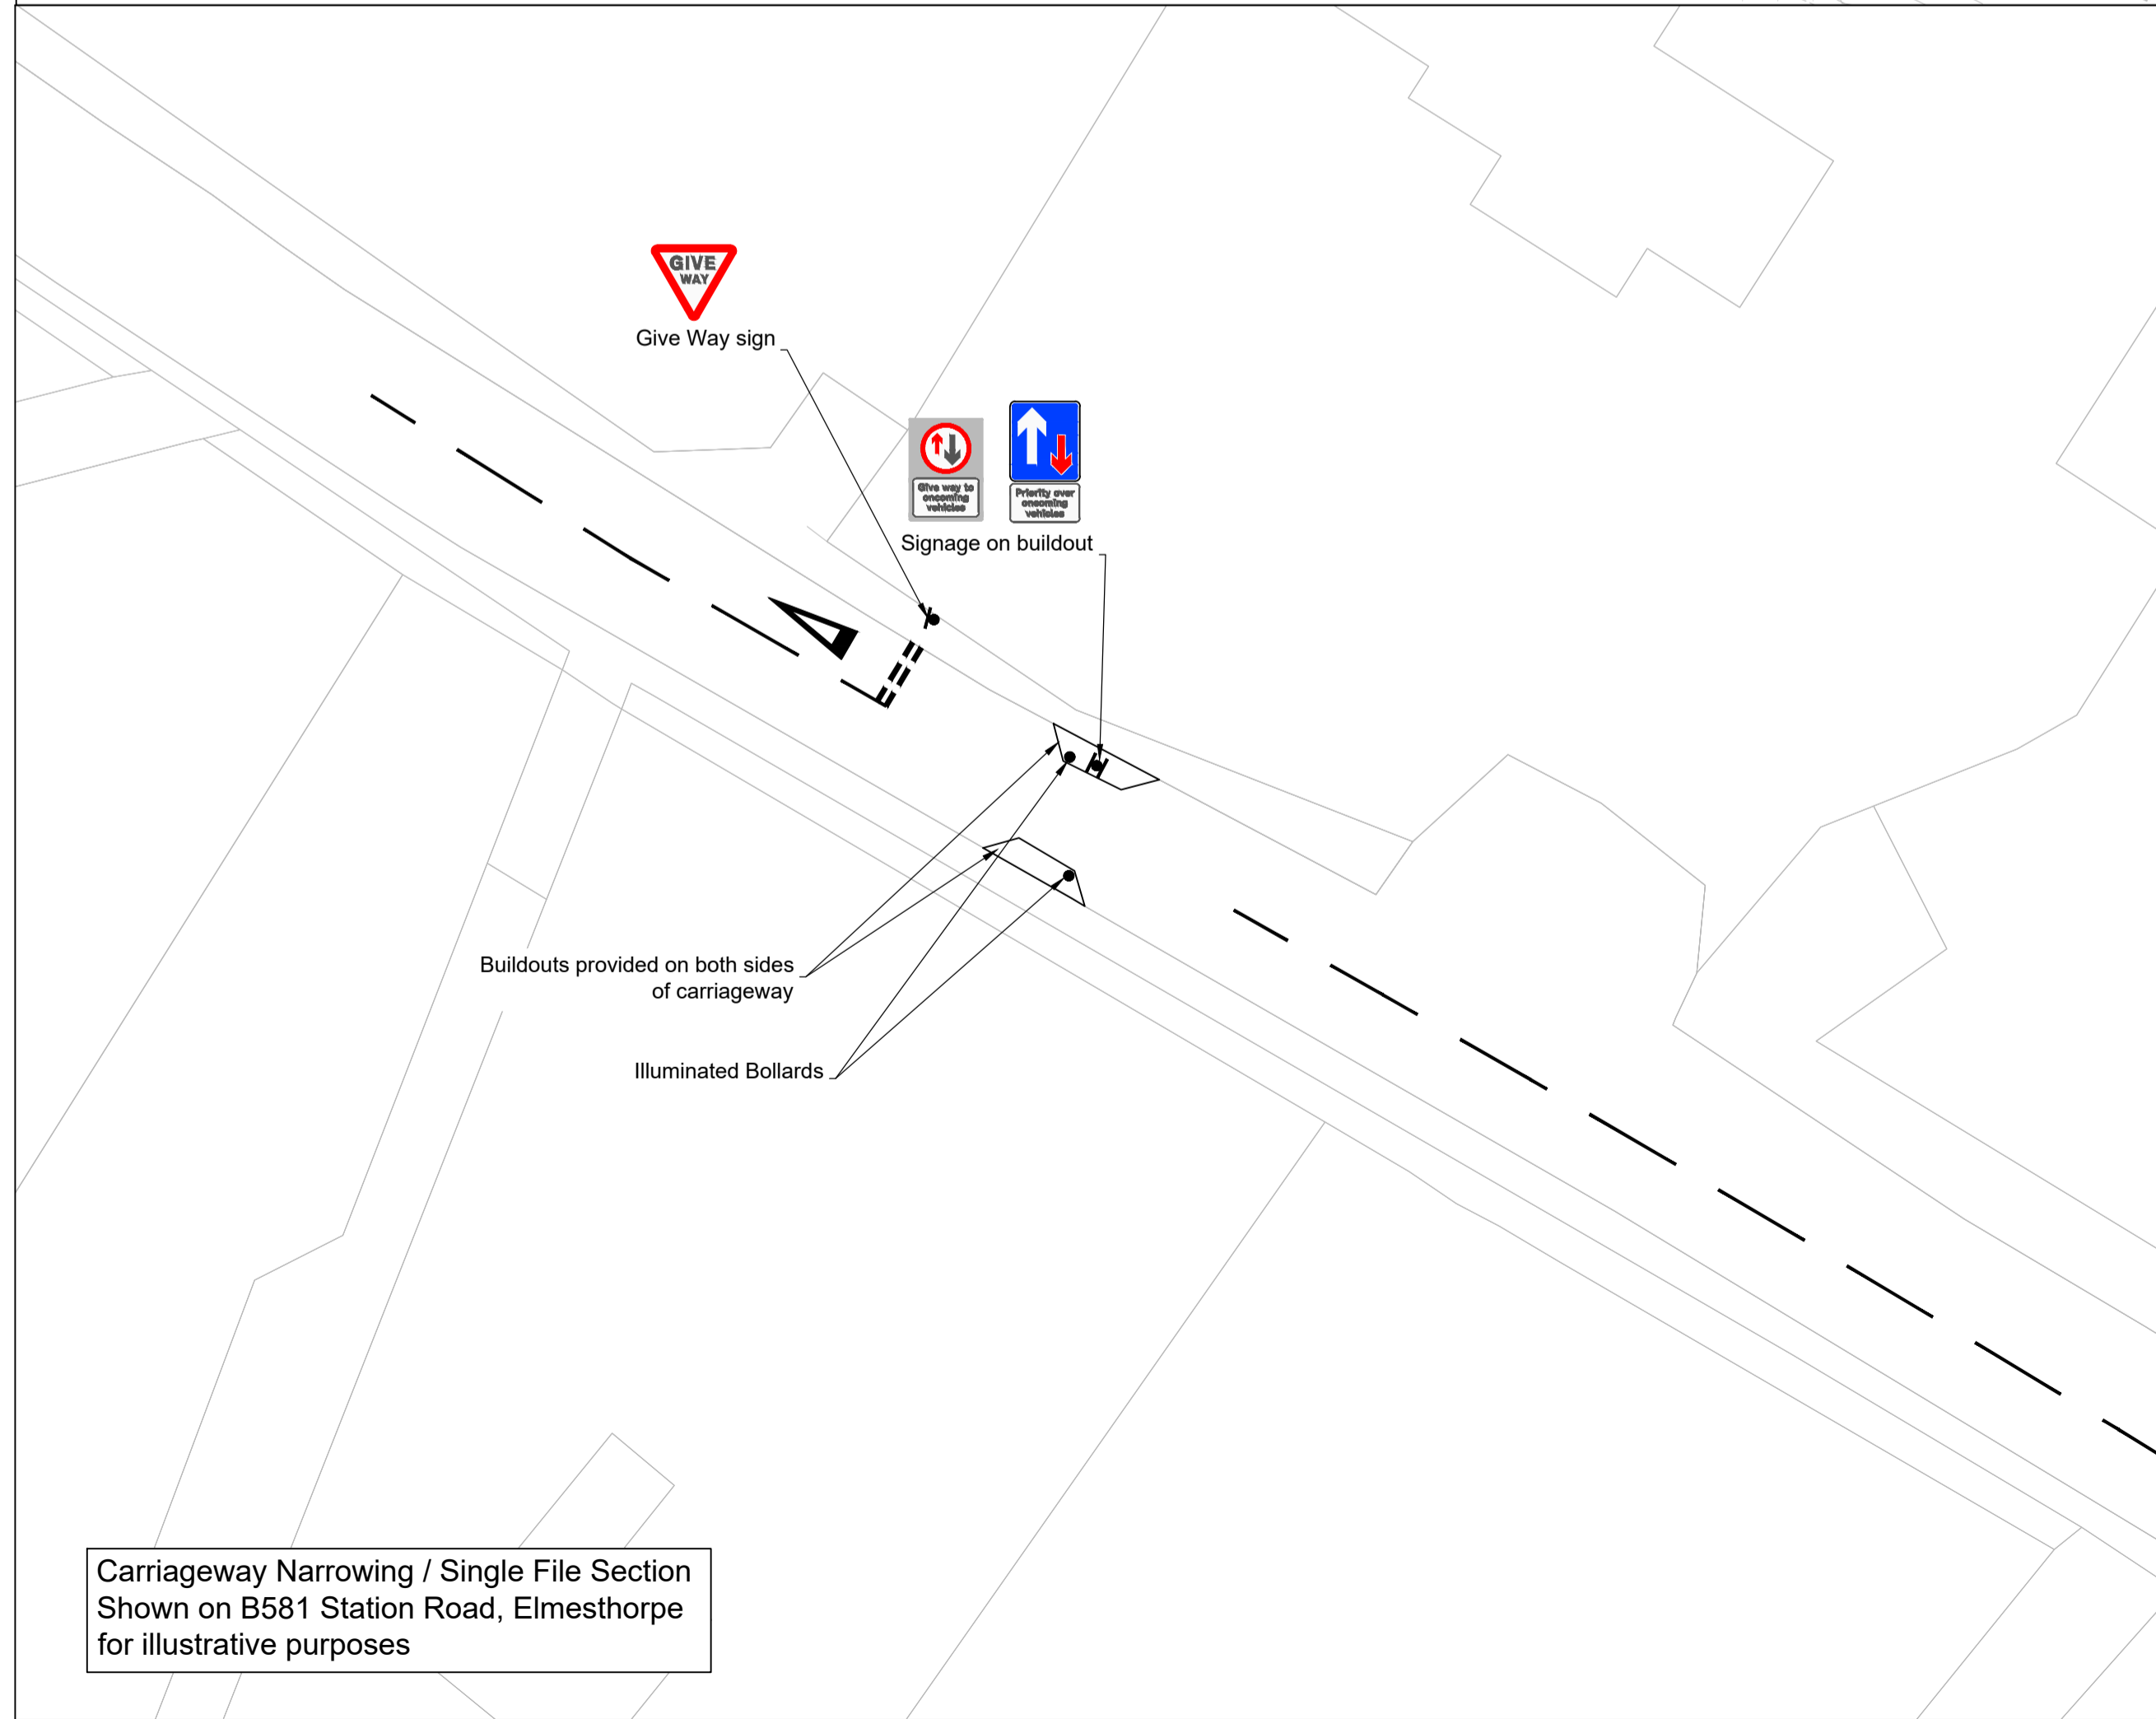 GIVE
WAY
Give Way sign
Give way to
oncoming
vehicles
Priority over
oncoming
vehicles
Signage on buildout
Buildouts provided on both sides
of carriageway
Illuminated Bollards
Carriageway Narrowing / Single File Section
Shown on B581 Station Road, Elmesthorpe
for illustrative purposes